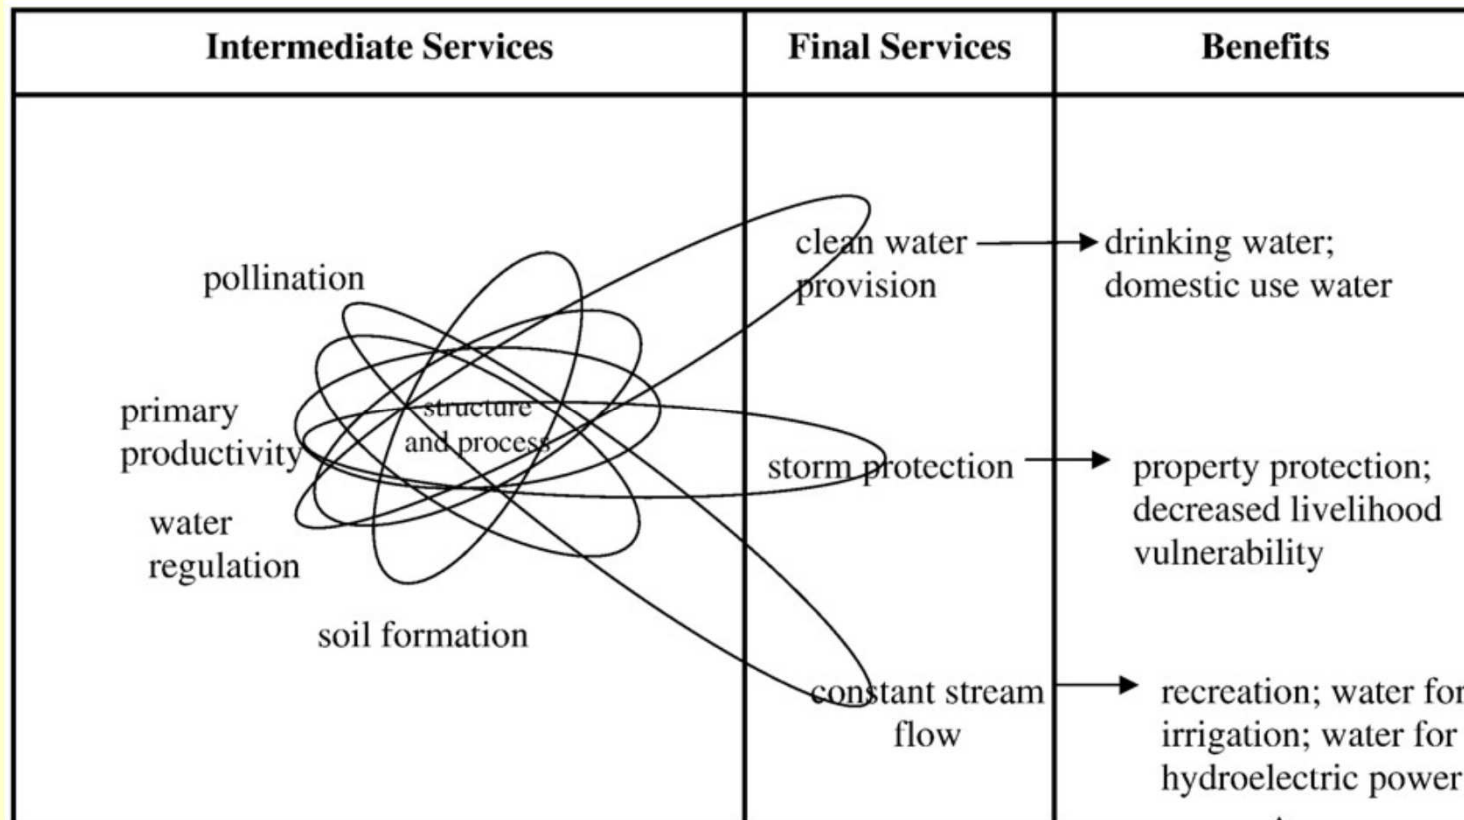 Intermediate Services
Final Services
Benefits
pollination
primary
productivity
water
regulation
soil formation
structure
and process
clean water
provision
storm protection
constant stream
flow
drinking water;
domestic use water
property protection;
decreased livelihood
vulnerability
recreation; water for
irrigation; water for
hydroelectric power